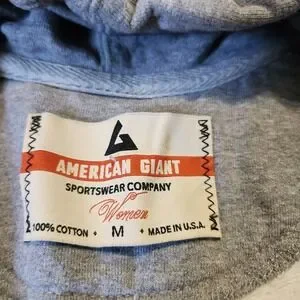 AMERICAN GIANT
SPORTSWEAR COMPANY
Women
100% COTTON • M • MADE IN U.S.A.